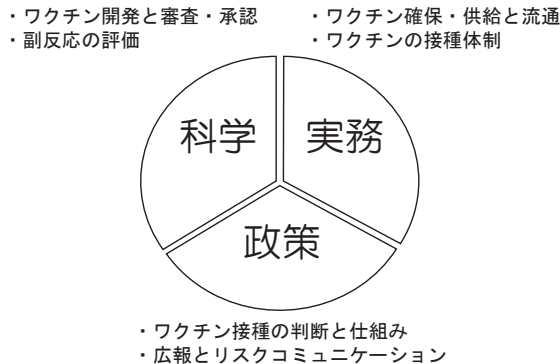 ・ワクチン開発と審査・承認
・副反応の評価
・ワクチン確保・供給と流通
・ワクチンの接種体制
科学
実務
政策
・ワクチン接種の判断と仕組み
・広報とリスクコミュニケーション